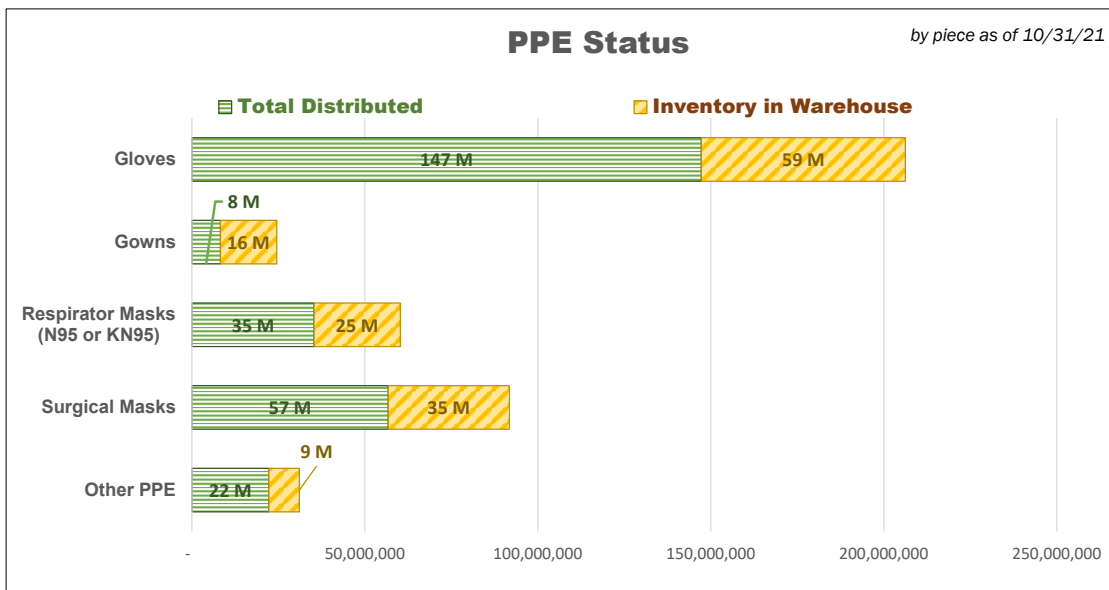 PPE Status
by piece as of 10/31/21
Total Distributed
Inventory in Warehouse
Gloves
147 M
59 M
8 M
Gowns
16 M
Respirator Masks
(N95 or KN95)
35 M
25 M
Surgical Masks
57 M
35 M
9 M
Other PPE
22 M
-
50,000,000
100,000,000
150,000,000
200,000,000
250,000,000